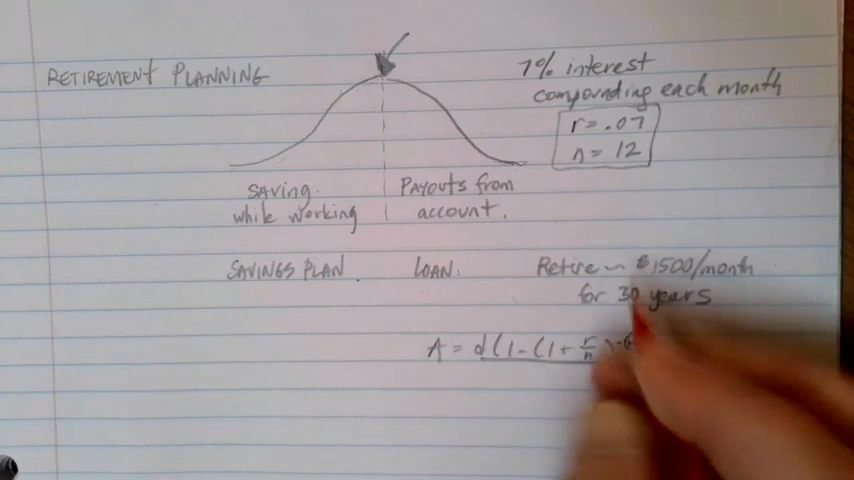 RETIREMENT PLANNING
7% interest
compounding each month
r = .07
n = 12
SAVING.
while working
PAYOUTS from
account.
SAVINGS PLAN.
LOAN:
Retire ~ $1500/month
for 30 years
A = d(1-(1+ r/n)^-(